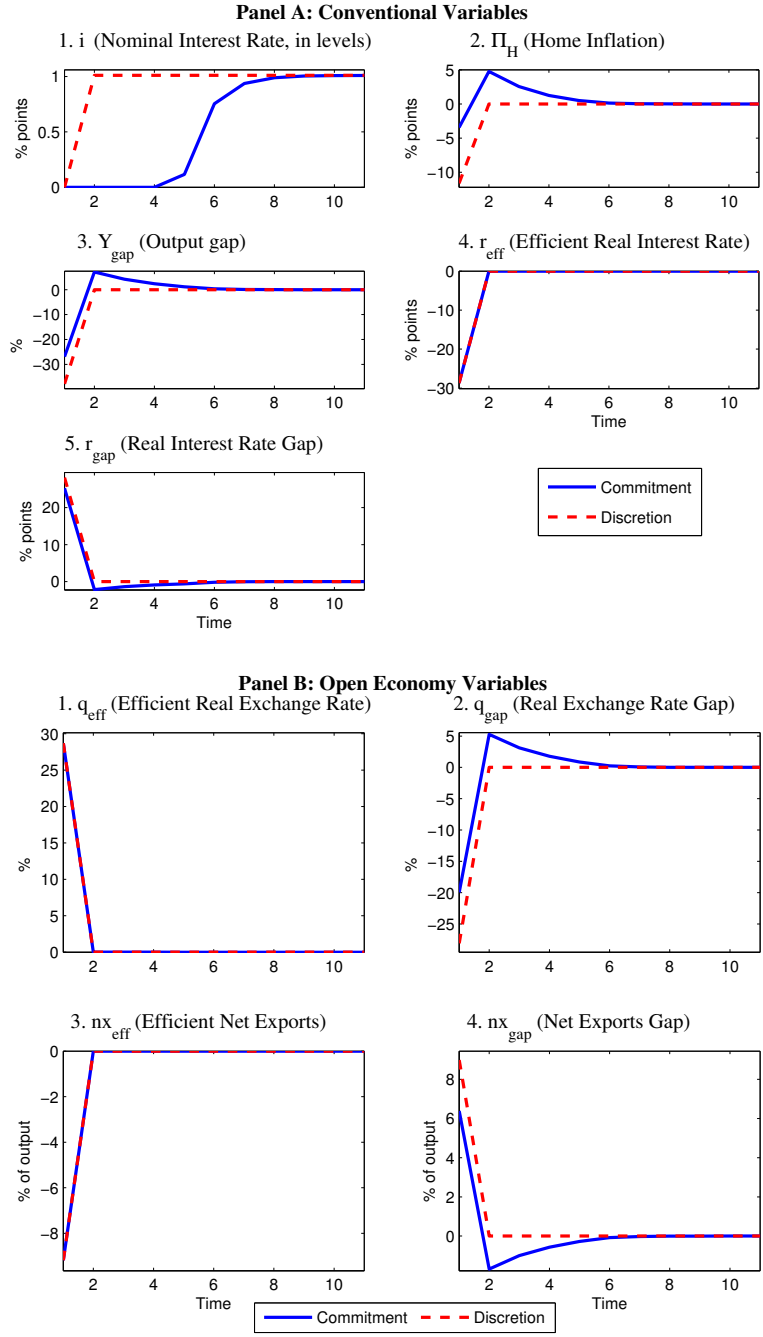 Panel A: Conventional Variables
1. i (Nominal Interest Rate, in levels)
% points
1
0.5
0
2 4 6 8 10
2. Π_H (Home Inflation)
% points
5
0
−5
−10
2 4 6 8 10
3. Y_gap (Output gap)
%
0
−10
−20
−30
2 4 6 8 10
4. r_eff (Efficient Real Interest Rate)
% points
0
−10
−20
−30
2 4 6 8 10
Time
5. r_gap (Real Interest Rate Gap)
% points
20
10
0
2 4 6 8 10
Time
Commitment
Discretion
Panel B: Open Economy Variables
1. q_eff (Efficient Real Exchange Rate)
%
30
25
20
15
10
5
0
2 4 6 8 10
2. q_gap (Real Exchange Rate Gap)
%
5
0
−5
−10
−15
−20
−25
2 4 6 8 10
3. nx_eff (Efficient Net Exports)
% of output
0
−2
−4
−6
−8
2 4 6 8 10
Time
4. nx_gap (Net Exports Gap)
% of output
8
6
4
2
0
2 4 6 8 10
Time
Commitment Discretion